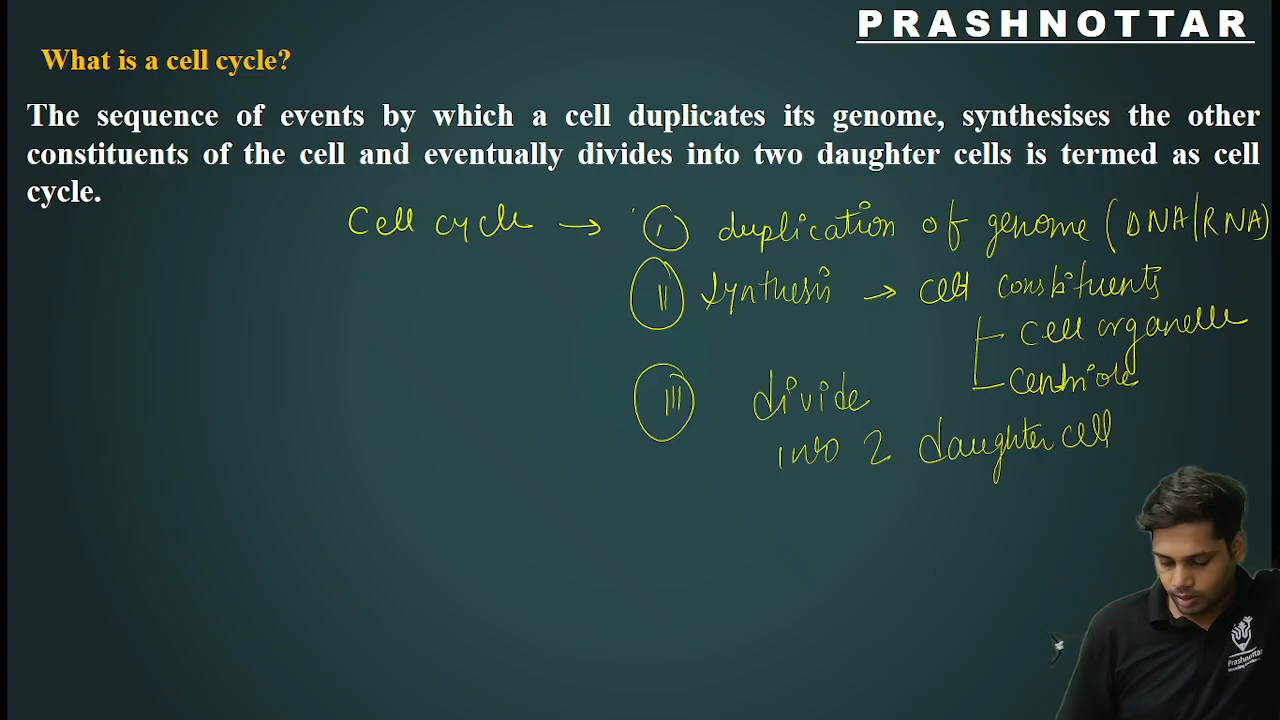 PRASHNOTTAR
What is a cell cycle?
The sequence of events by which a cell duplicates its genome, synthesises the other
constituents of the cell and eventually divides into two daughter cells is termed as cell
cycle.
Cell cycle → I duplication of genome (DNA/RNA)
II synthesis → cell constituents
cell organelle
III divide centriole
into 2 daughter cell
Prashnottar